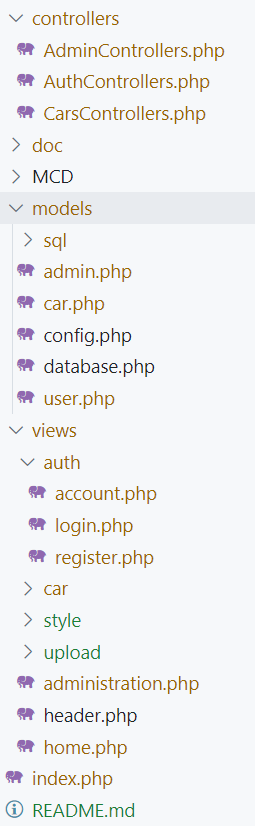 controllers
AdminControllers.php
AuthControllers.php
CarsControllers.php
doc
MCD
models
sql
admin.php
car.php
config.php
database.php
user.php
views
auth
account.php
login.php
register.php
car
style
upload
administration.php
header.php
home.php
index.php
README.md